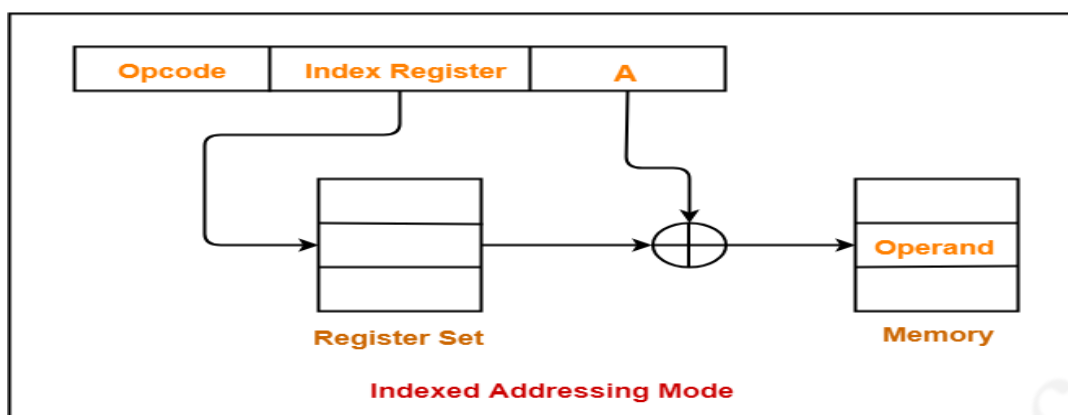 Opcode Index Register A
Operand
Register Set Memory
Indexed Addressing Mode